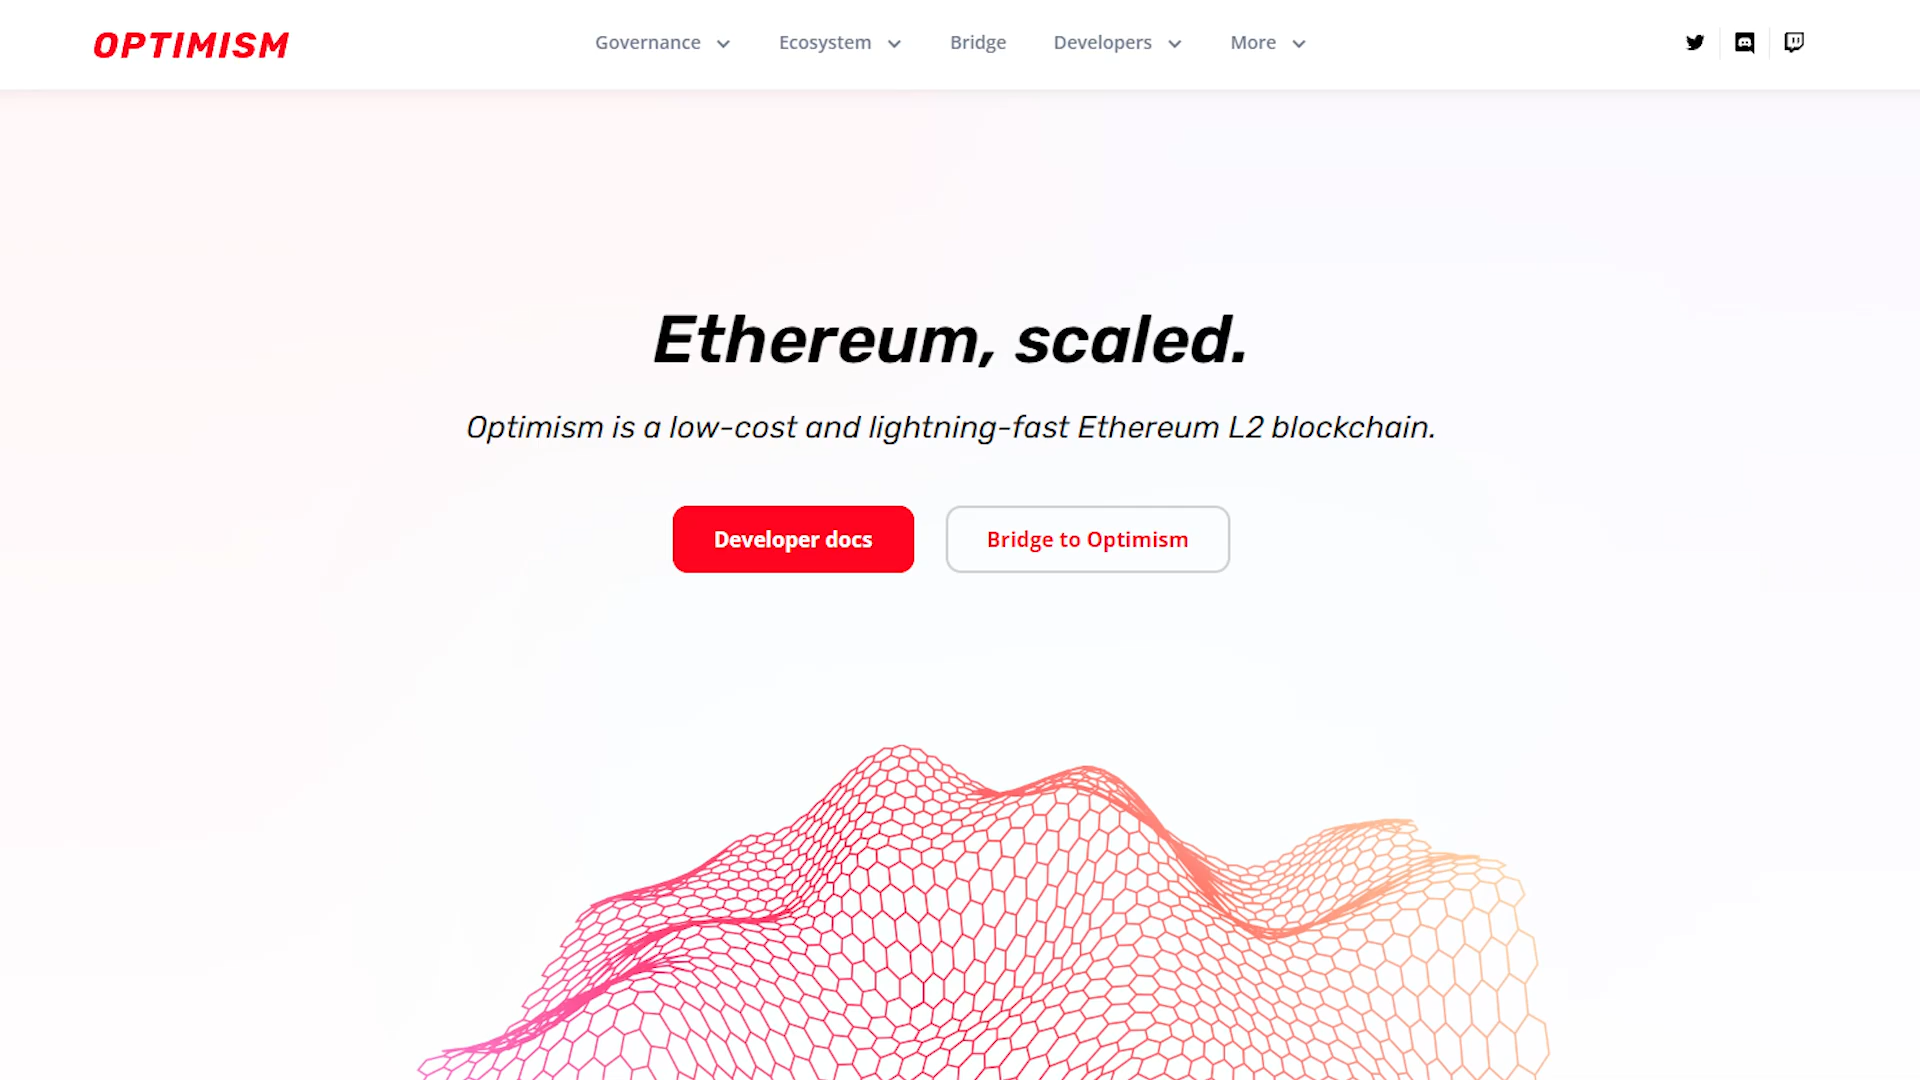 OPTIMISM
Governance
Ecosystem
Bridge
Developers
More
Ethereum, scaled.
Optimism is a low-cost and lightning-fast Ethereum L2 blockchain.
Developer docs
Bridge to Optimism